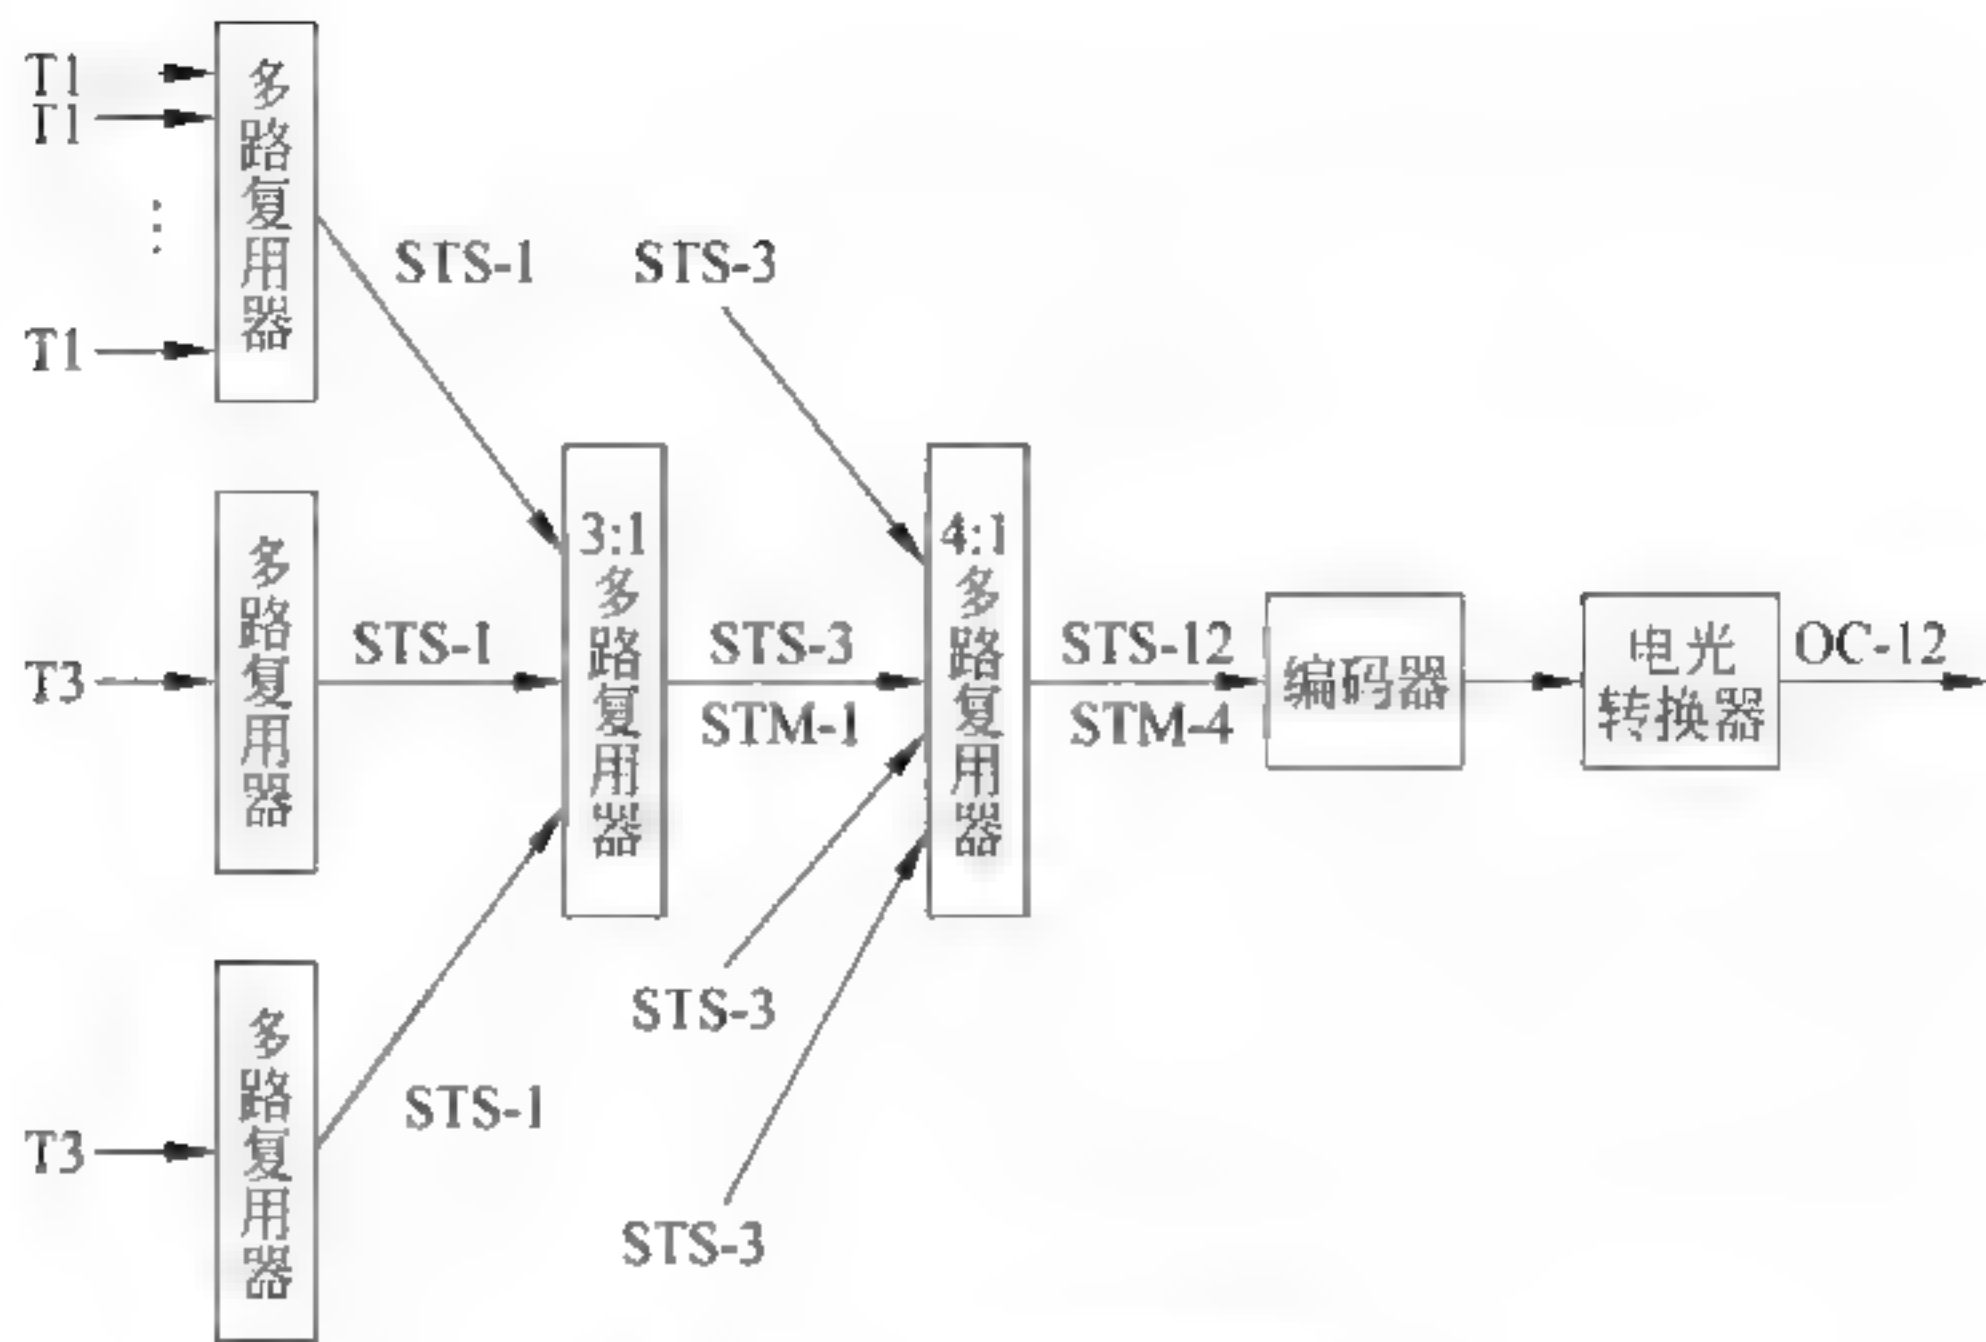 T1
T1
⋮
T1
多路复用器
STS-1
STS-3
T3
多路复用器
STS-1
3:1
多路复用器
STS-3
STM-1
4:1
多路复用器
STS-12
STM-4
编码器
电光
转换器
OC-12
T3
多路复用器
STS-1
STS-3
STS-3